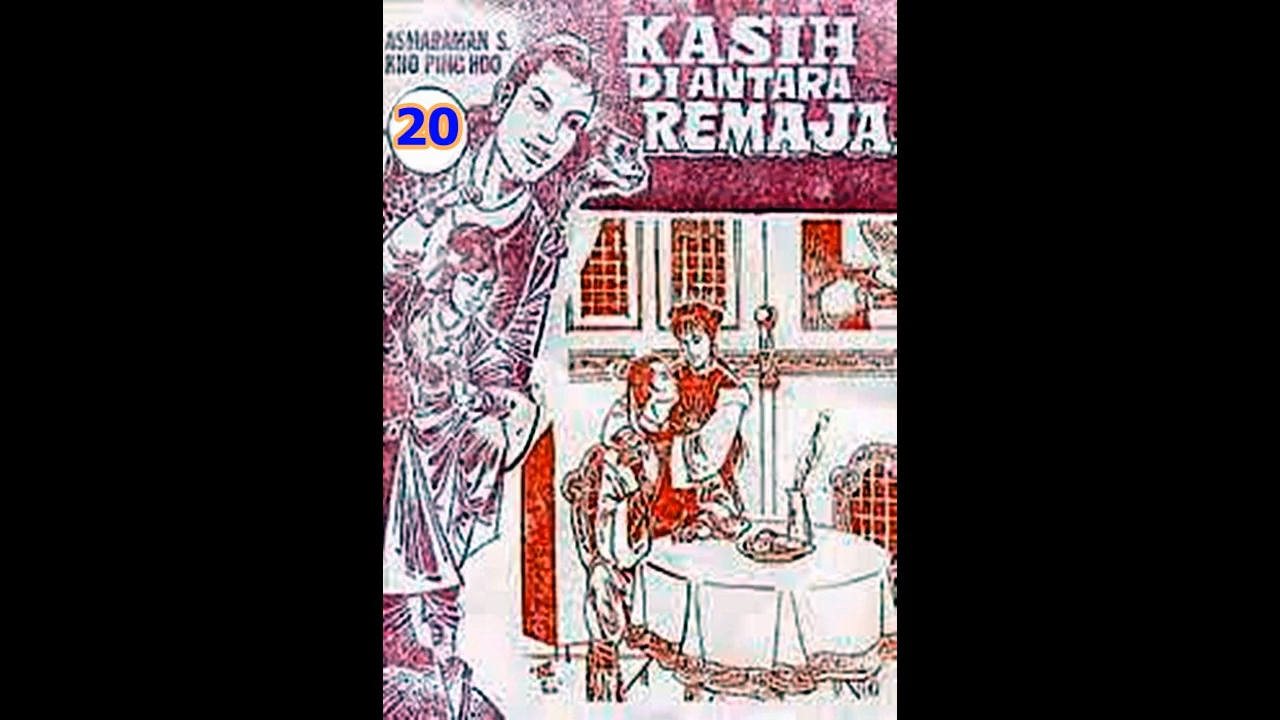 ASMARAMAN S.
KHO PING HOO
20
KASIH
DI ANTARA
REMAJA